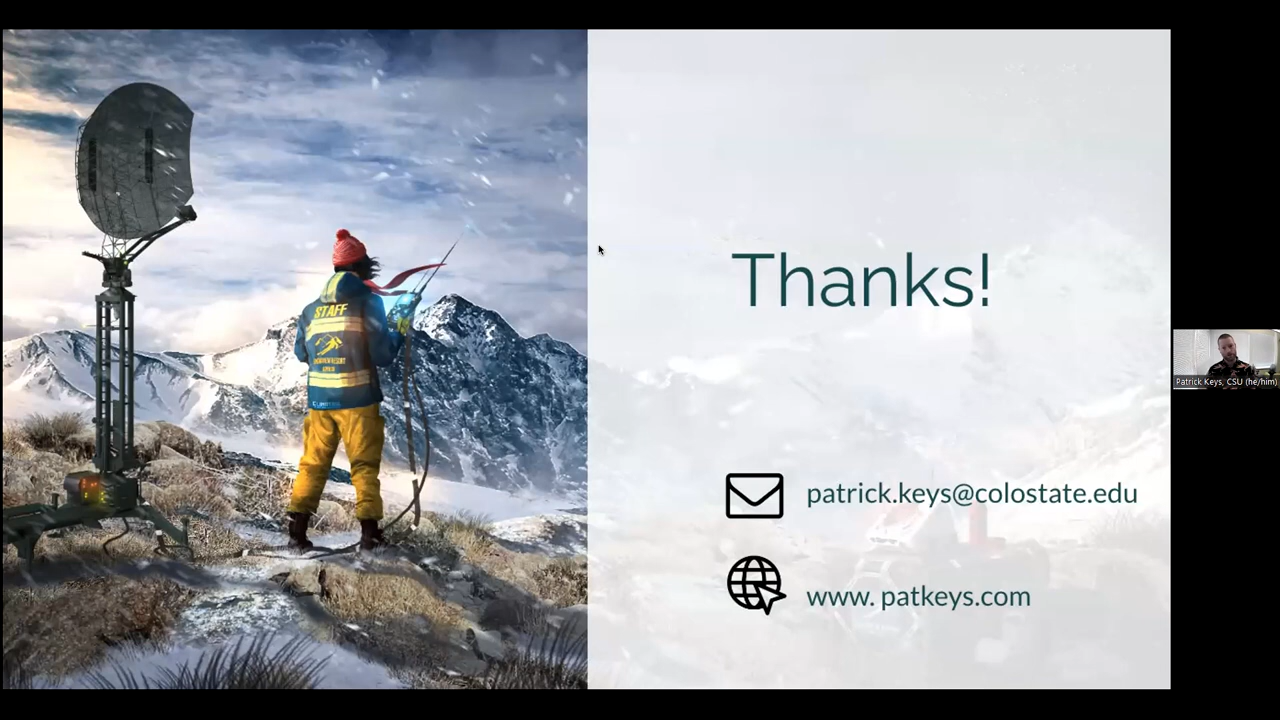 STAFF
Thanks!
patrick.keys@colostate.edu
www. patkeys.com
Patrick Keys, CSU (he/him)